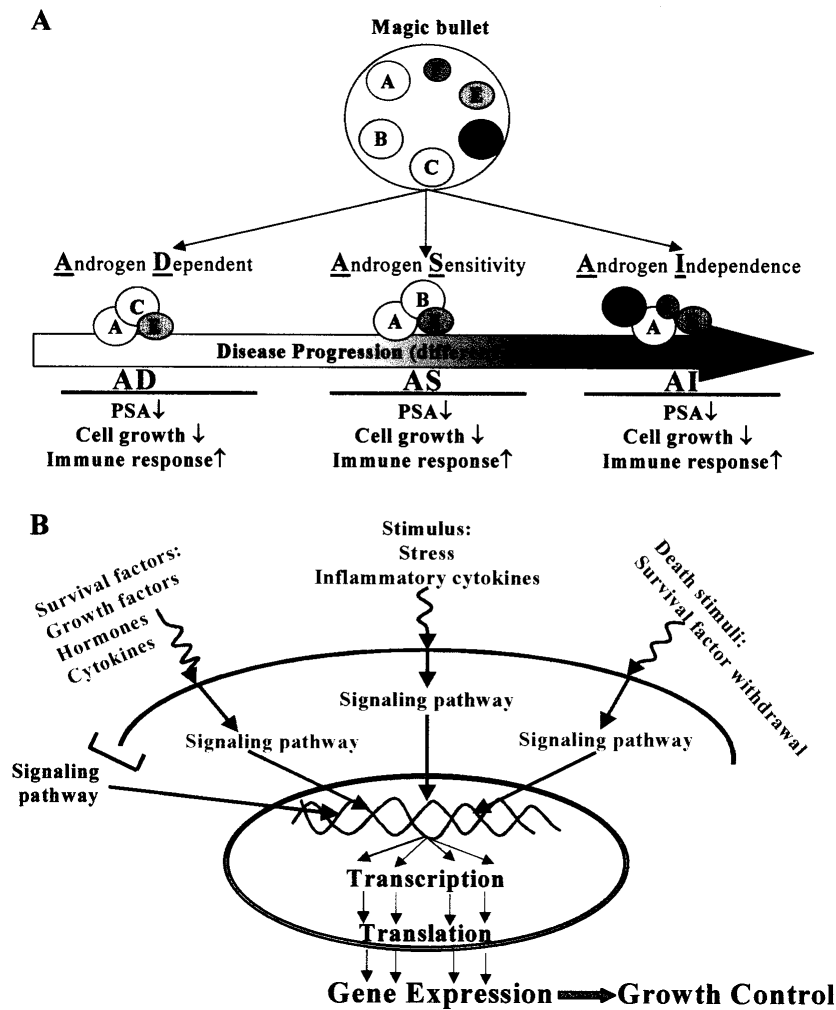 A
Magic bullet
A
B
C
Androgen Dependent
Androgen Sensitivity
Androgen Independence
C
A
B
A
A
Disease Progression
AD
AS
AI
PSA↓
Cell growth ↓
Immune response↑
PSA↓
Cell growth ↓
Immune response↑
PSA↓
Cell growth ↓
Immune response↑
B
Survival factors:
Growth factors
Hormones
Cytokines
Stimulus:
Stress
Inflammatory cytokines
Death stimuli:
Survival factor withdrawal
Signaling pathway
Signaling pathway
Signaling pathway
Signaling
pathway
Transcription
Translation
Gene Expression
Growth Control